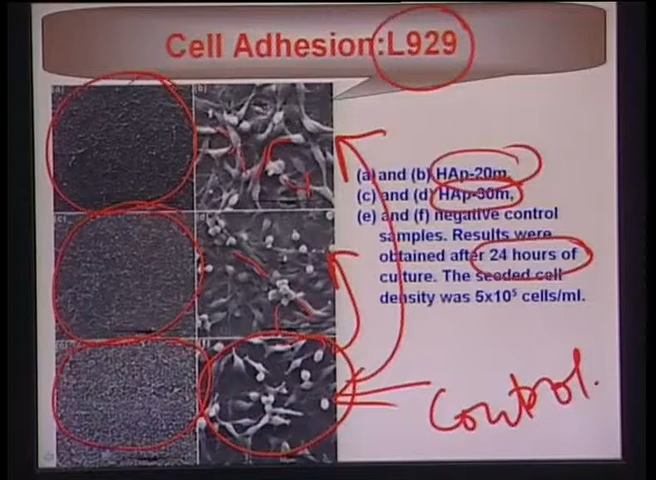 Cell Adhesion:L929
(a)
(b)
(a) and (b) HAp-20m,
(c)
(d)
(c) and (d) HAp-30m,
(e) and (f) negative control
samples. Results were
obtained after 24 hours of
culture. The seeded cell
density was 5x10⁵ cells/ml.
Control.